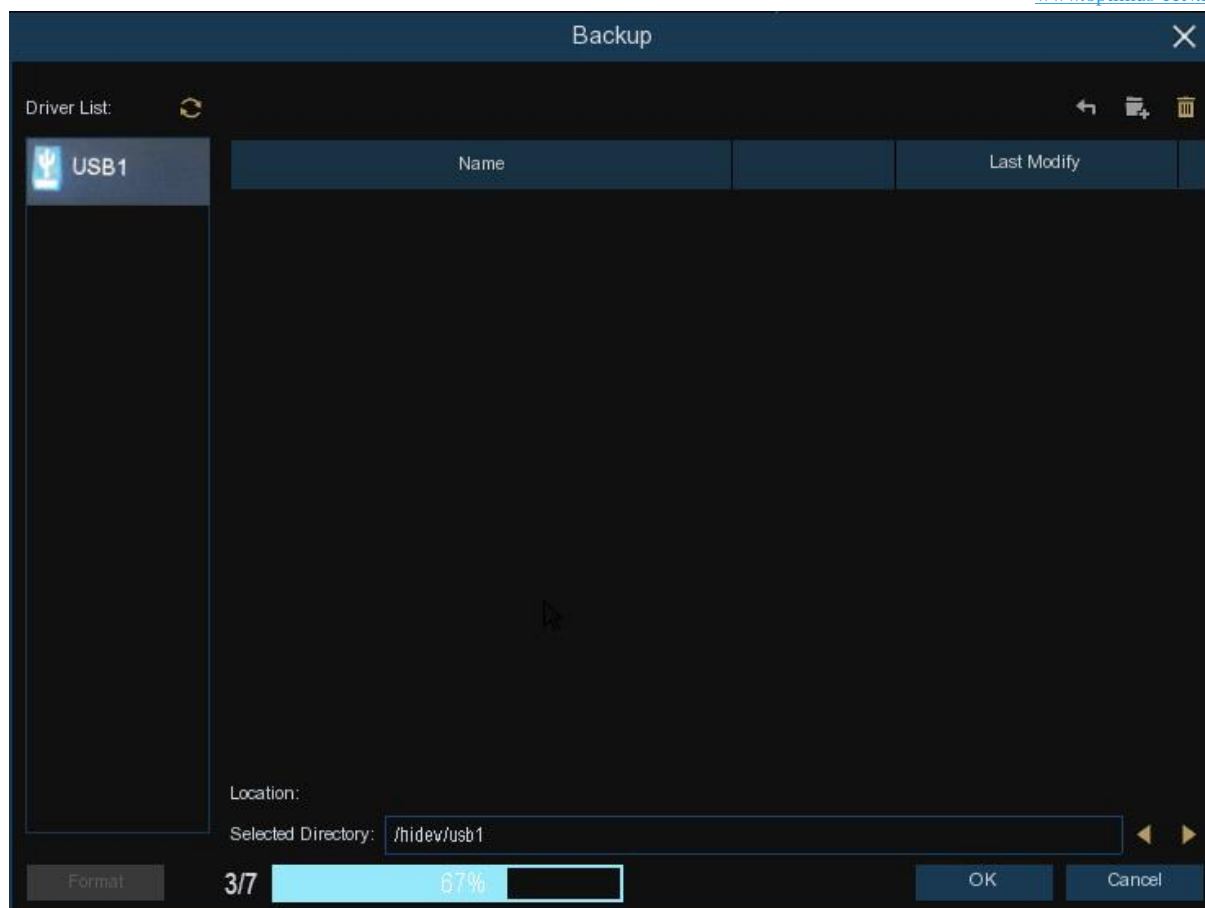 Backup
Driver List:
USB1
Name
Last Modify
Location:
Selected Directory: /hidev/usb1
Format
3/7
67%
OK
Cancel